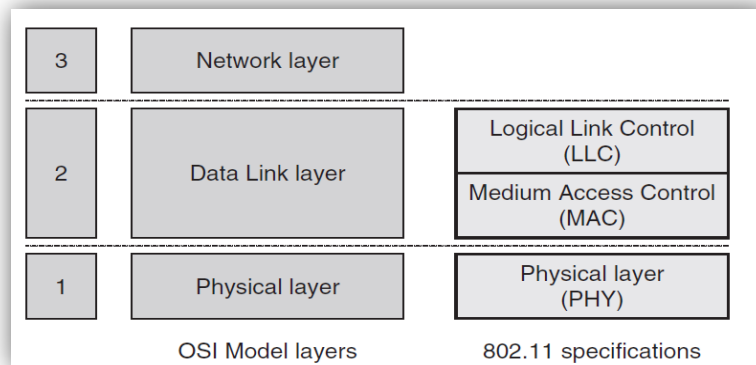 3
Network layer
2
Data Link layer
Logical Link Control
(LLC)
Medium Access Control
(MAC)
1
Physical layer
Physical layer
(PHY)
OSI Model layers
802.11 specifications